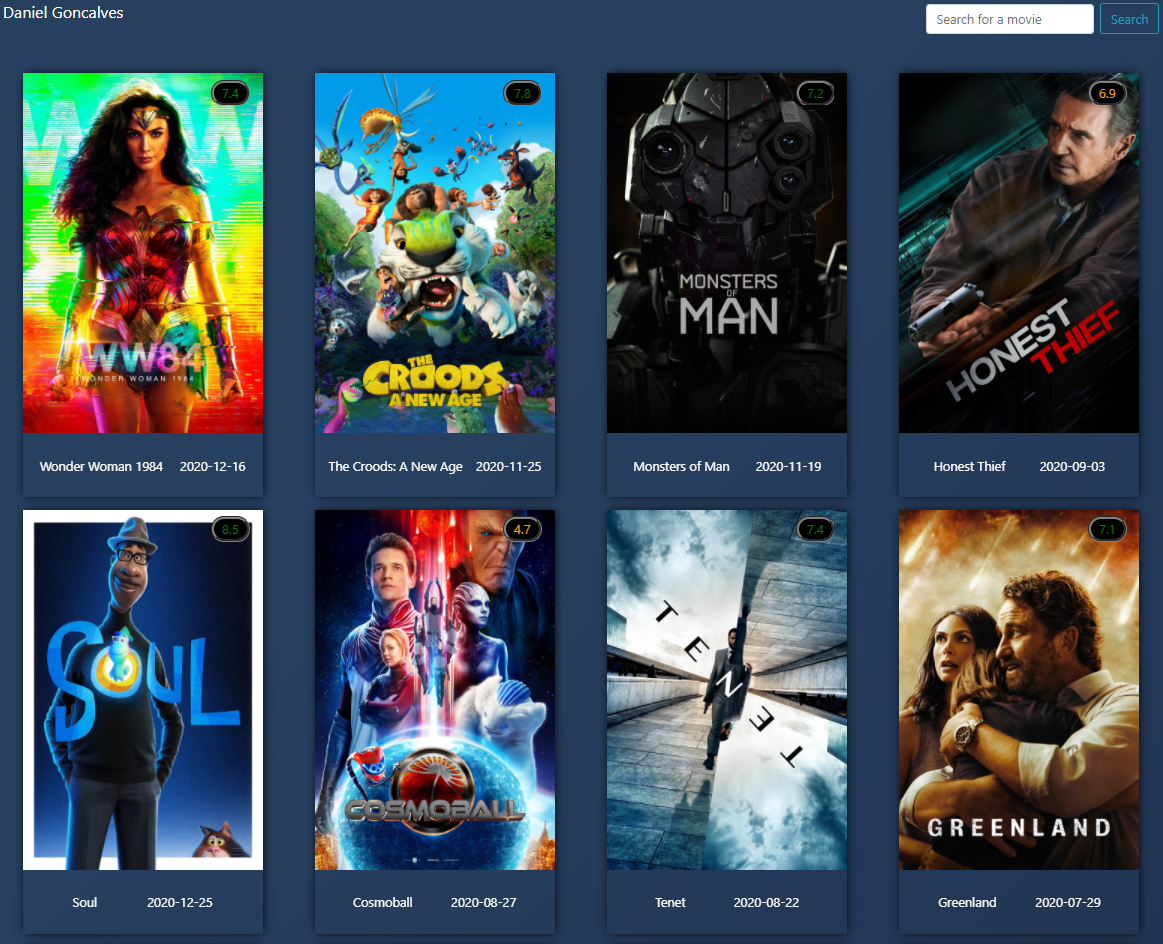 Daniel Goncalves
Search for a movie
Search
7.4
WW84
WONDER WOMAN 1984
Wonder Woman 1984 2020-12-16
7.8
THE
CROODS
A NEW AGE
The Croods: A New Age 2020-11-25
7.2
MONSTERS
OF
MAN
Monsters of Man 2020-11-19
6.9
HONEST
THIEF
Honest Thief 2020-09-03
8.5
SOUL
Soul 2020-12-25
4.7
COSMOBALL
Cosmoball 2020-08-27
7.4
TENET
Tenet 2020-08-22
7.1
GREENLAND
Greenland 2020-07-29